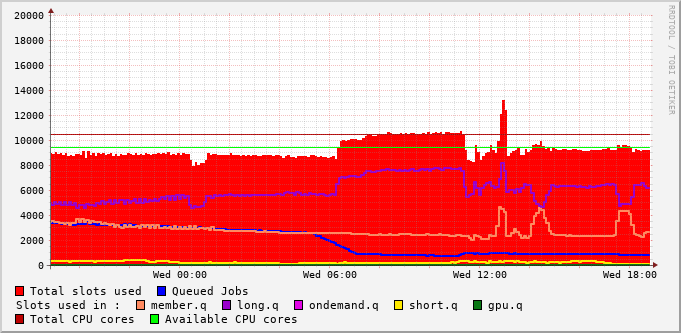 20000
18000
16000
14000
12000
10000
8000
6000
4000
2000
0
Wed 00:00 Wed 06:00 Wed 12:00 Wed 18:00
RRDTOOL / TOBI OETIKER
Total slots used Queued Jobs
Slots used in : member.q long.q ondemand.q short.q gpu.q
Total CPU cores Available CPU cores